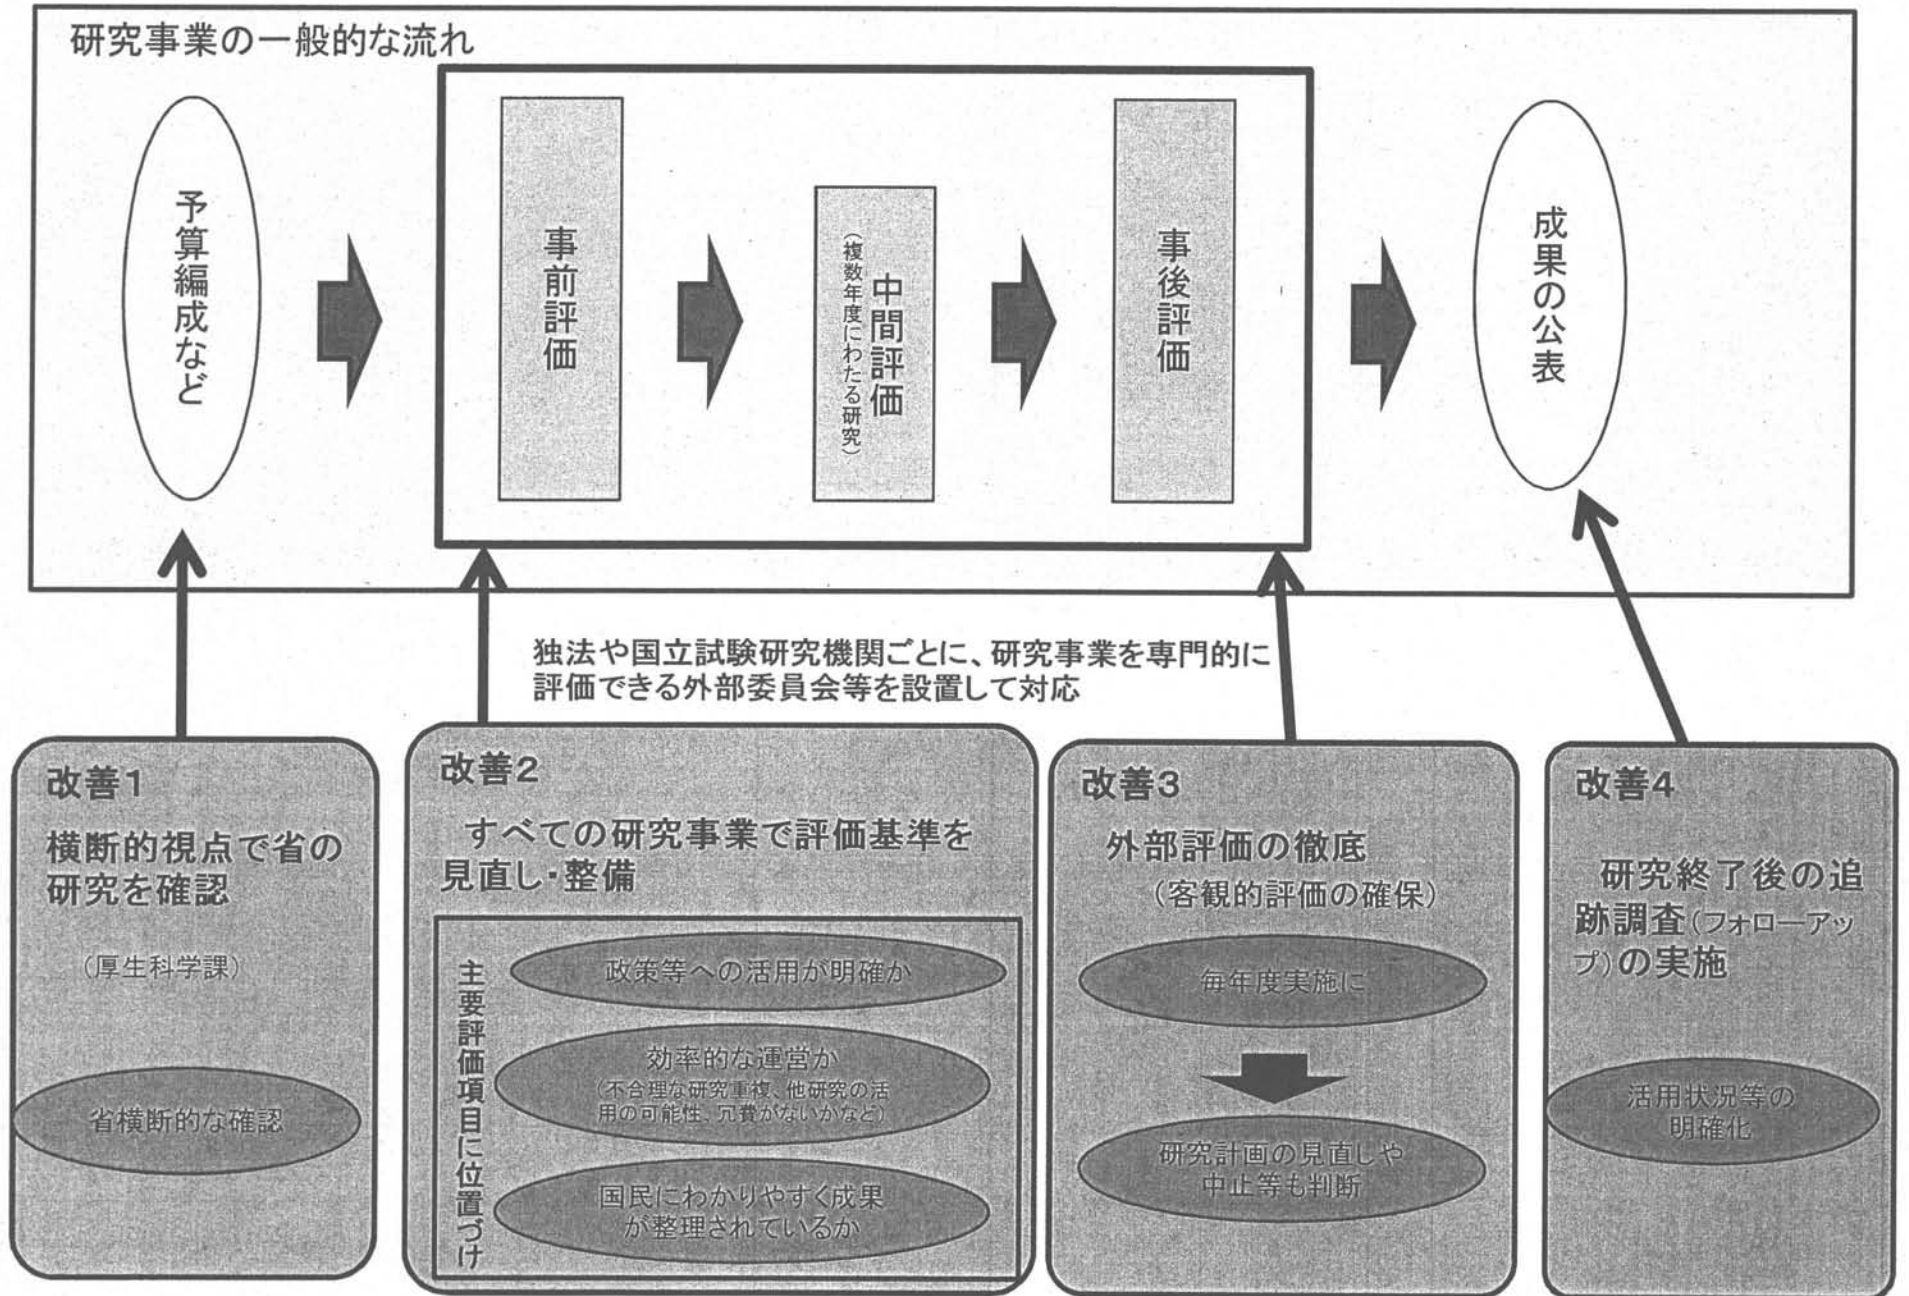 研究事業の一般的な流れ
予算編成など
事前評価
中間評価
(複数年度にわたる研究)
事後評価
成果の公表
独法や国立試験研究機関ごとに、研究事業を専門的に
評価できる外部委員会等を設置して対応
改善1
横断的視点で省の
研究を確認
(厚生科学課)
省横断的な確認
改善2
すべての研究事業で評価基準を
見直し・整備
主要評価項目に位置づけ
政策等への活用が明確か
効率的な運営か
(不合理な研究重複、他研究の活
用の可能性、冗費がないかなど)
国民にわかりやすく成果
が整理されているか
改善3
外部評価の徹底
(客観的評価の確保)
毎年度実施に
研究計画の見直しや
中止等も判断
改善4
研究終了後の追
跡調査(フォローアッ
プ)の実施
活用状況等の
明確化